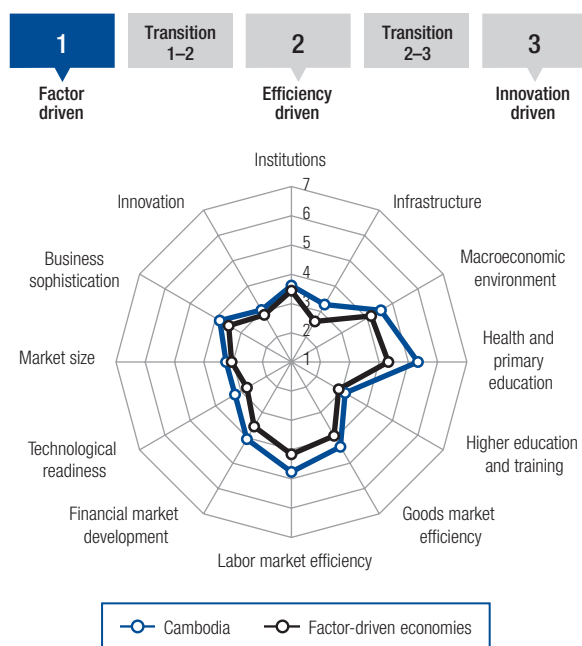 1
Transition
1–2
2
Transition
2–3
3
Factor
driven
Efficiency
driven
Innovation
driven
Institutions
7
Innovation
Infrastructure
6
5
Business
sophistication
Macroeconomic
environment
4
3
2
Market size
1
Health and
primary
education
Technological
readiness
Higher education
and training
Financial market
development
Goods market
efficiency
Labor market efficiency
Cambodia
Factor-driven economies